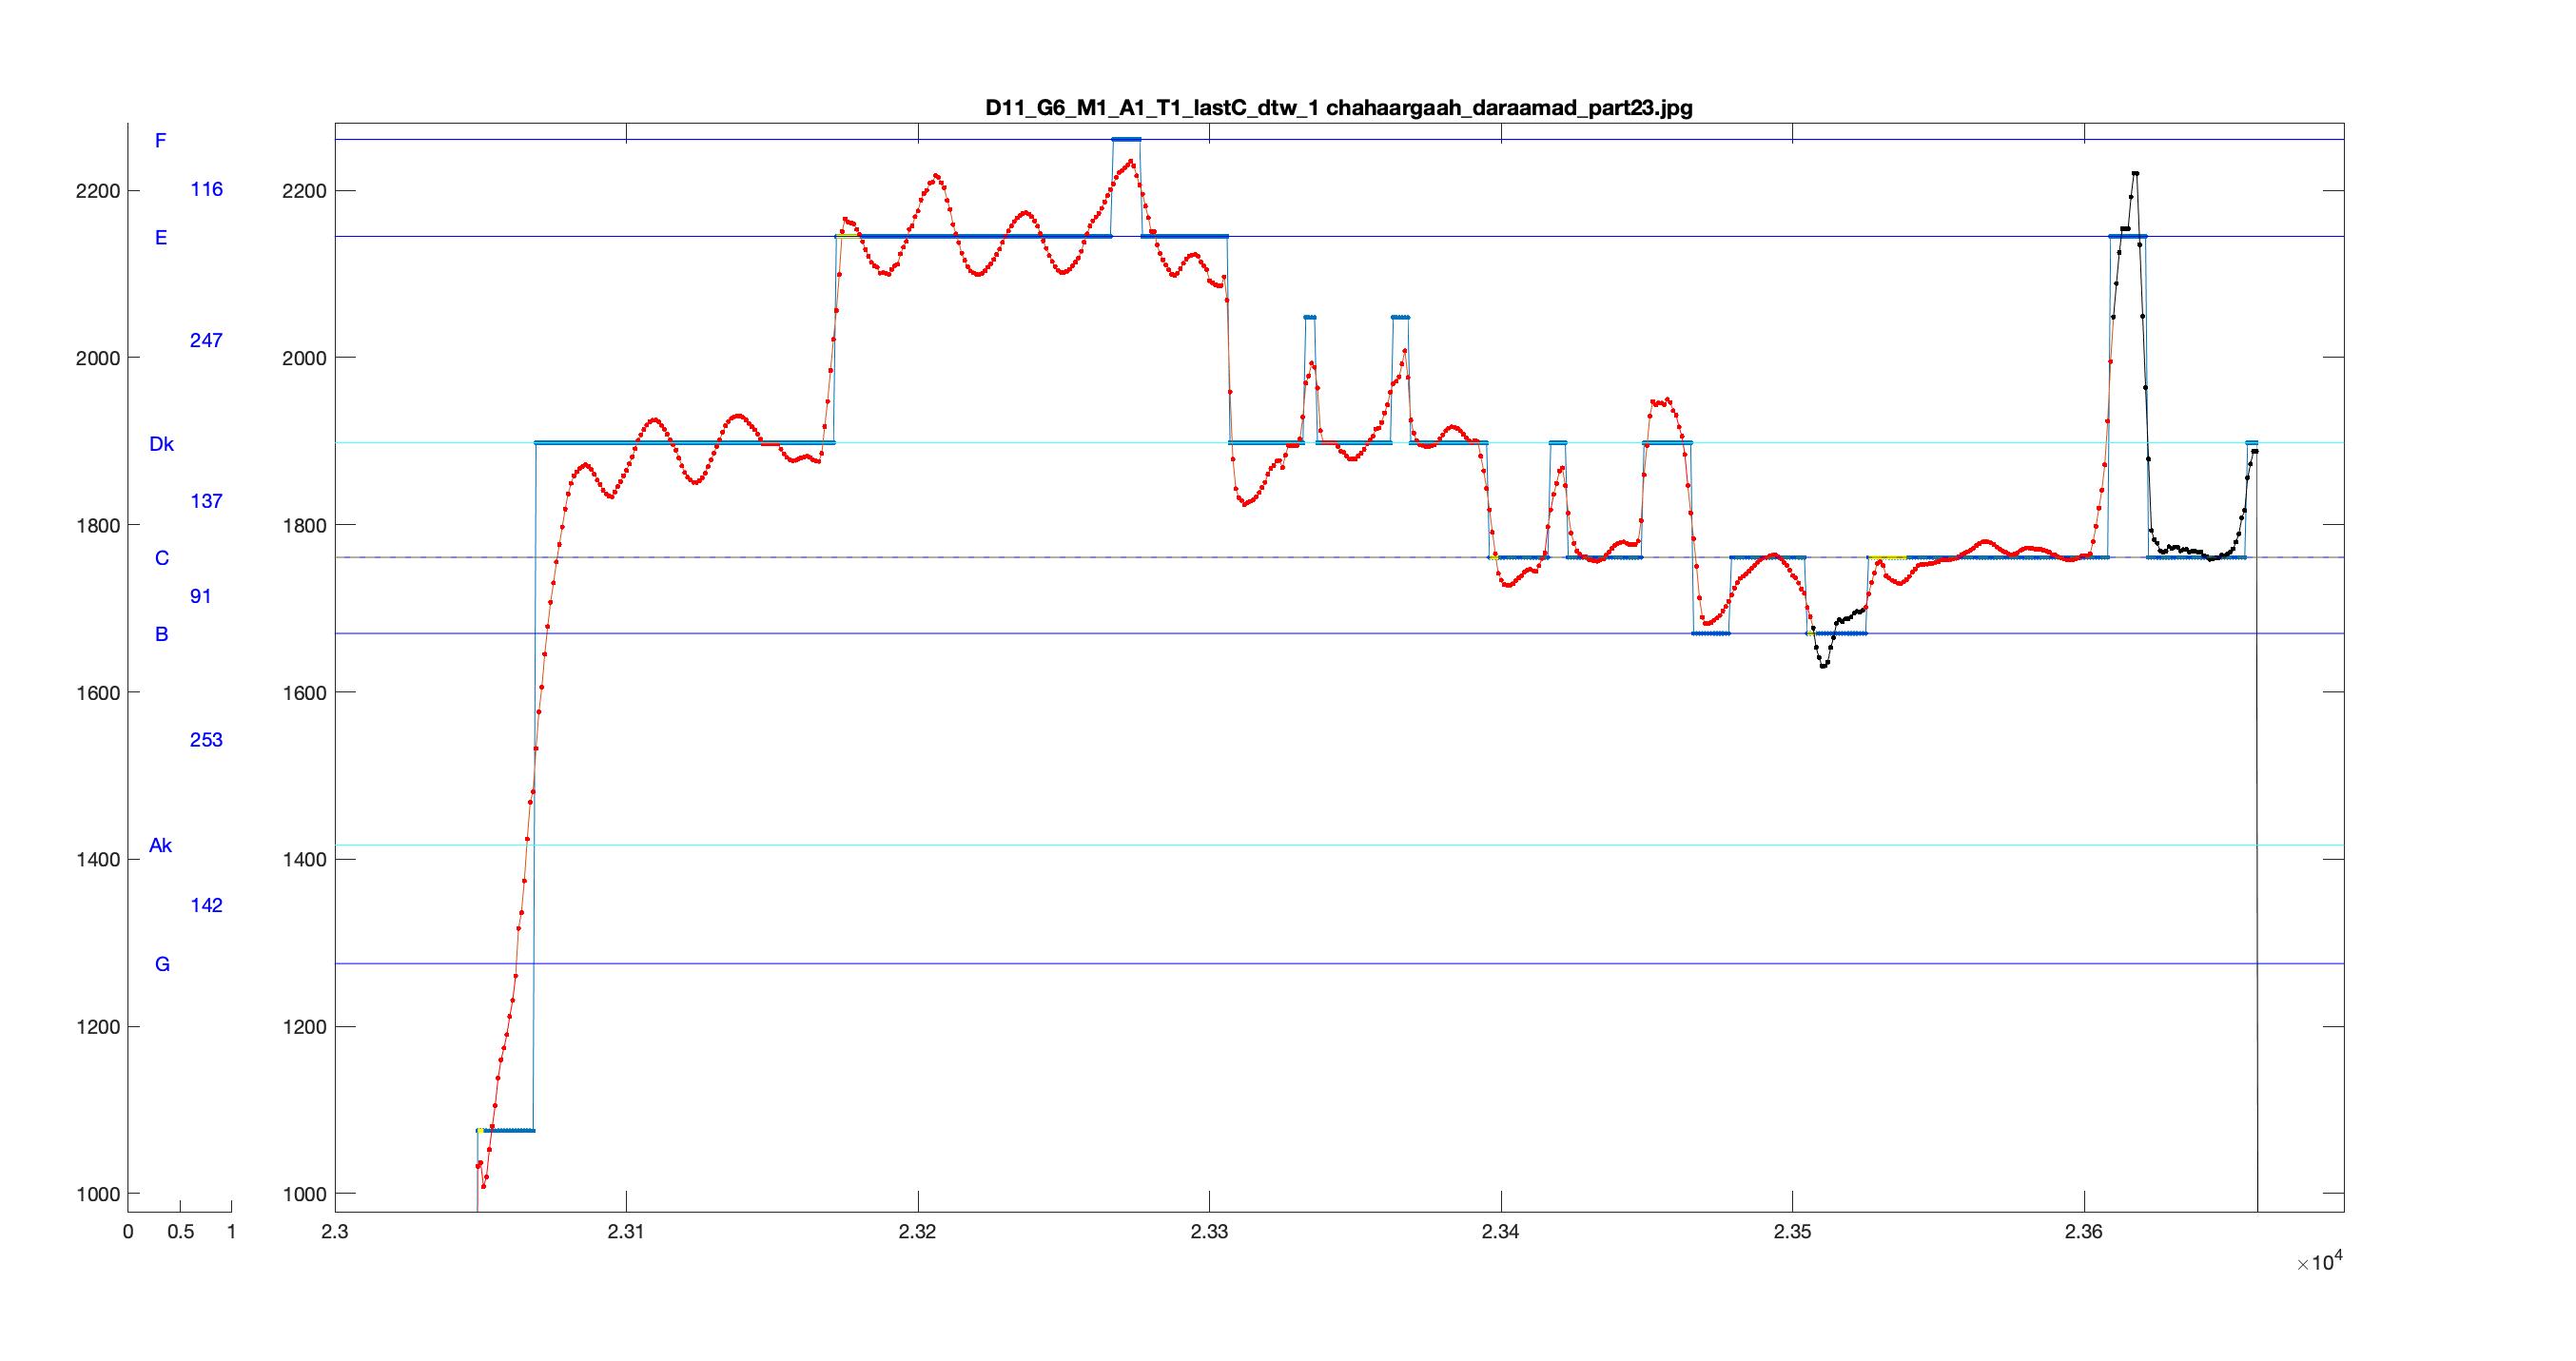 D11_G6_M1_A1_T1_lastC_dtw_1 chahaargaah_daraamad_part23.jpg
F
2200 116 2200
E
247
2000 2000
Dk
137
1800 1800
C
91
B
1600 1600
253
Ak
1400 1400
142
G
1200 1200
1000 1000
0 0.5 1 2.3 2.31 2.32 2.33 2.34 2.35 2.36
×10^4